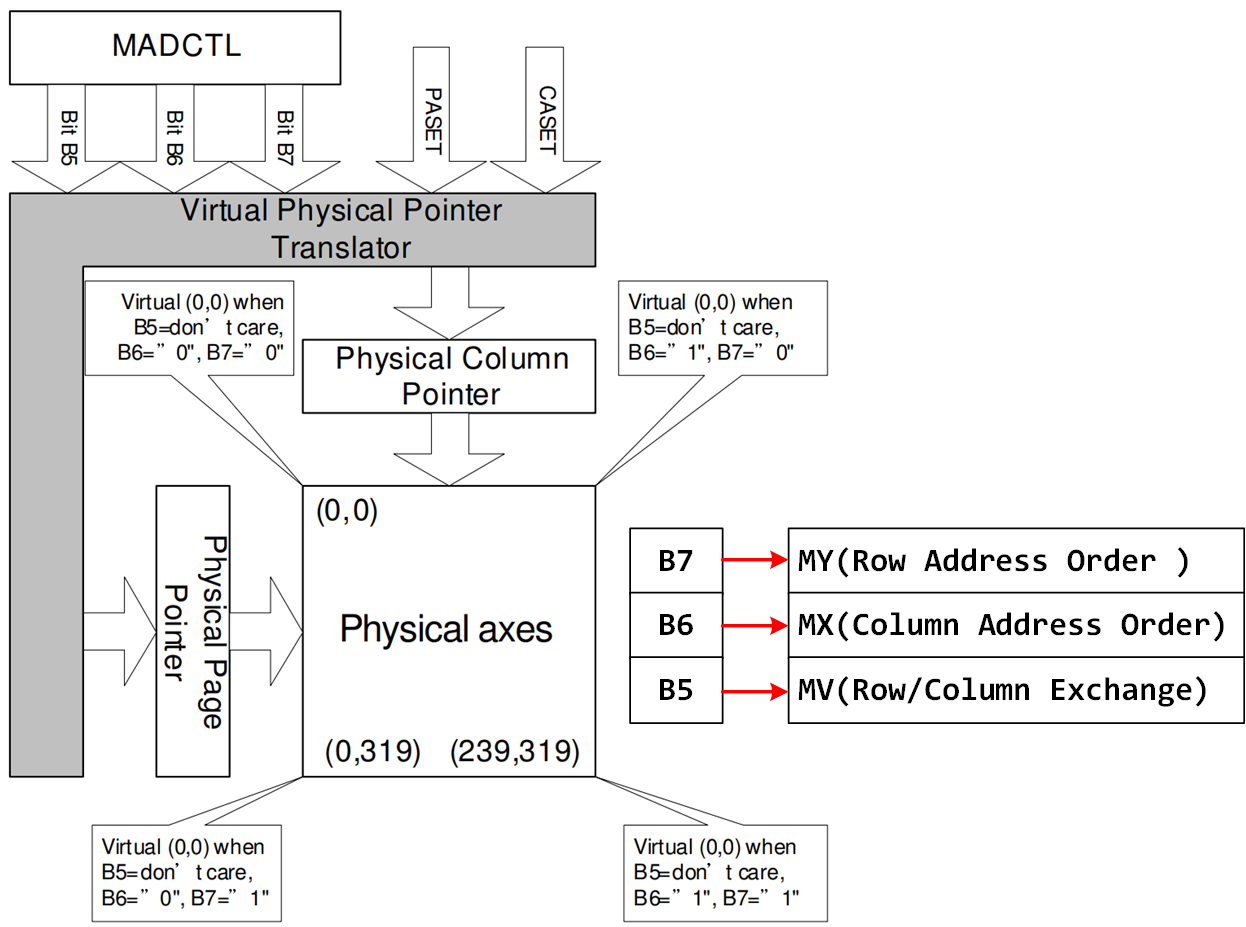 MADCTL
Bit B5
Bit B6
Bit B7
PASET
CASET
Virtual Physical Pointer
Translator
Virtual (0,0) when
B5=don’ t care,
B6=” 0", B7=” 0"
Virtual (0,0) when
B5=don’ t care,
B6=” 1", B7=” 0"
Physical Column
Pointer
Physical Page
Pointer
(0,0)
Physical axes
(0,319) (239,319)
B7 MY(Row Address Order )
B6 MX(Column Address Order)
B5 MV(Row/Column Exchange)
Virtual (0,0) when
B5=don’ t care,
B6=” 0", B7=” 1"
Virtual (0,0) when
B5=don’ t care,
B6=” 1", B7=” 1"